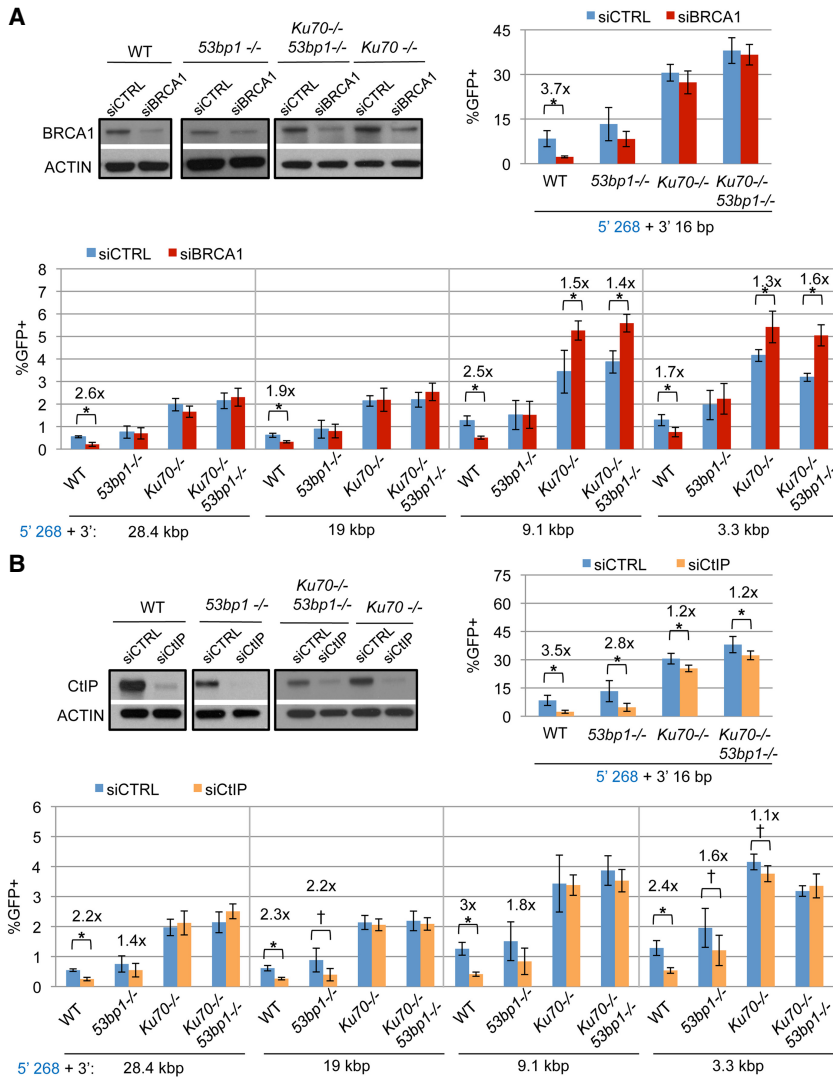 A
WT
53bp1 -/-
Ku70-/-
53bp1-/-
Ku70 -/-
siCTRL
siBRCA1
siCTRL
siBRCA1
siCTRL
siBRCA1
siCTRL
siBRCA1
BRCA1
ACTIN
siCTRL siBRCA1
%GFP+
45
30
15
0
3.7x
*
WT
53bp1-/-
Ku70-/-
Ku70-/-
53bp1-/-
5' 268 + 3' 16 bp
siCTRL siBRCA1
%GFP+
8
7
6
5
4
3
2
1
0
2.6x
*
1.9x
*
2.5x
*
1.5x
*
1.4x
*
1.7x
*
1.3x
*
1.6x
*
WT
53bp1-/-
Ku70-/-
Ku70-/-
53bp1-/-
WT
53bp1-/-
Ku70-/-
Ku70-/-
53bp1-/-
WT
53bp1-/-
Ku70-/-
Ku70-/-
53bp1-/-
WT
53bp1-/-
Ku70-/-
Ku70-/-
53bp1-/-
5' 268 + 3': 28.4 kbp 19 kbp 9.1 kbp 3.3 kbp
B
WT
53bp1 -/-
Ku70-/-
53bp1-/-
Ku70 -/-
siCTRL
siCtIP
siCTRL
siCtIP
siCTRL
siCtIP
siCTRL
siCtIP
CtIP
ACTIN
siCTRL siCtIP
%GFP+
75
60
45
30
15
0
3.5x
*
2.8x
*
1.2x
*
1.2x
*
WT
53bp1-/-
Ku70-/-
Ku70-/-
53bp1-/-
5' 268 + 3' 16 bp
siCTRL siCtIP
%GFP+
6
5
4
3
2
1
0
2.2x
*
1.4x
2.3x
*
2.2x
†
3x
*
1.8x
2.4x
*
1.6x
†
1.1x
†
WT
53bp1-/-
Ku70-/-
Ku70-/-
53bp1-/-
WT
53bp1-/-
Ku70-/-
Ku70-/-
53bp1-/-
WT
53bp1-/-
Ku70-/-
Ku70-/-
53bp1-/-
WT
53bp1-/-
Ku70-/-
Ku70-/-
53bp1-/-
5' 268 + 3': 28.4 kbp 19 kbp 9.1 kbp 3.3 kbp